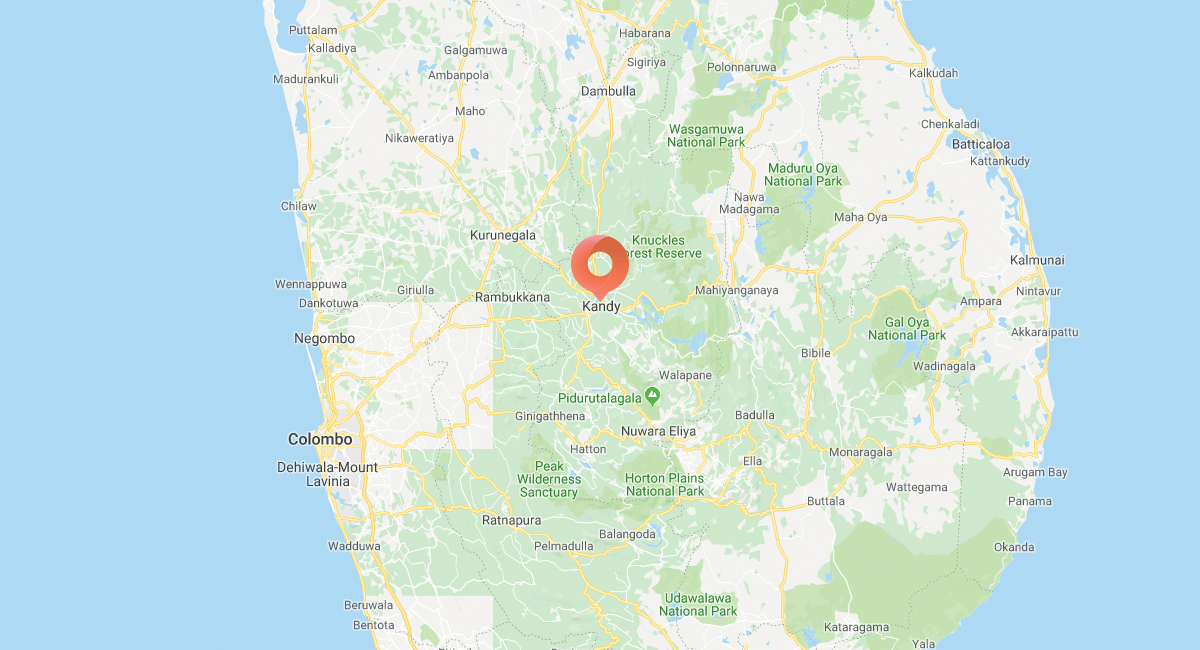 Puttalam
Habarana
Kalladiya
Galgamuwa
Sigiriya
Polonnaruwa
Kalkudah
Madurankuli
Ambanpola
Dambulla
Maho
Chenkaladi
Wasgamuwa
National Park
Nikaweratiya
Batticaloa
Kattankudy
Maduru Oya
National Park
Nawa
Madagama
Chilaw
Maha Oya
Kurunegala
Knuckles
orest Reserve
Kalmunai
Wennappuwa
Giriulla
Rambukkana
Mahiyanganaya
Nintavur
Dankotuwa
Kandy
Ampara
Gal Oya
National Park
Akkaraipattu
Negombo
Bibile
Wadinagala
Walapane
Pidurutalagala
Ginigathhena
Badulla
Nuwara Eliya
Colombo
Hatton
Monaragala
Ella
Dehiwala-Mount
Lavinia
Peak
Wilderness
Sanctuary
Horton Plains
National Park
Arugam Bay
Wattegama
Buttala
Panama
Ratnapura
Balangoda
Wadduwa
Pelmadulla
Okanda
Udawalawa
National Park
Beruwala
Bentota
Kataragama
Yala